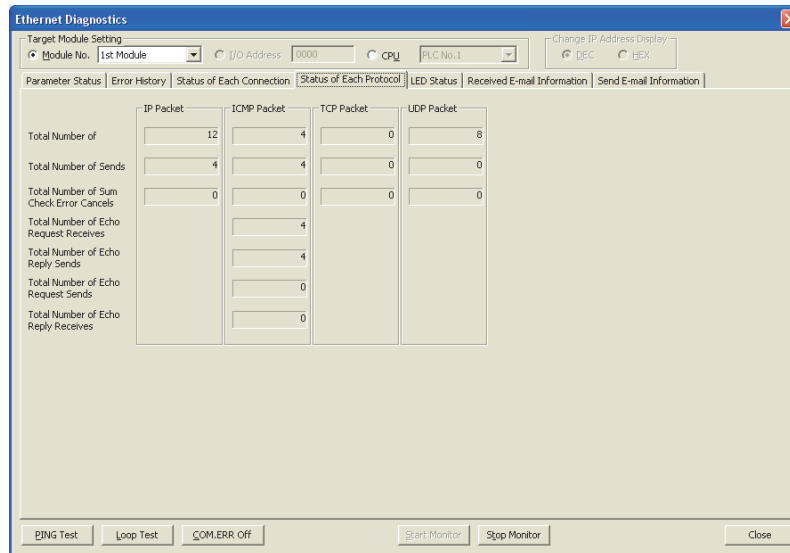 Ethernet Diagnostics
Target Module Setting
Module No. 1st Module I/O Address 0000 CPU PLC No.1
Change IP Address Display
DEC HEX
Parameter Status Error History Status of Each Connection Status of Each Protocol LED Status Received E-mail Information Send E-mail Information
IP Packet ICMP Packet TCP Packet UDP Packet
Total Number of 12 4 0 8
Total Number of Sends 4 4 0 0
Total Number of Sum
Check Error Cancels 0 0 0 0
Total Number of Echo
Request Receives 4
Total Number of Echo
Reply Sends 4
Total Number of Echo
Request Sends 0
Total Number of Echo
Reply Receives 0
PING Test Loop Test COM.ERR Off Start Monitor Stop Monitor Close